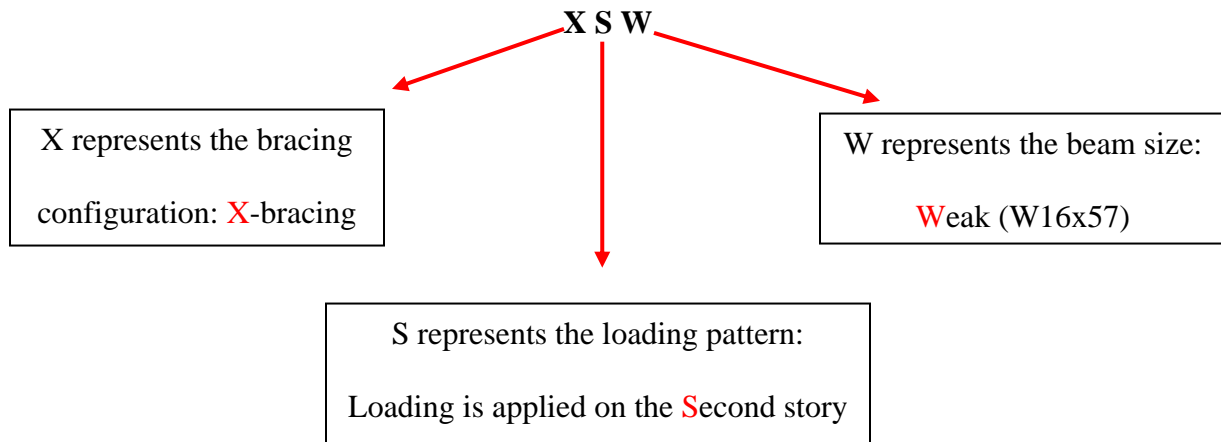 X S W
X represents the bracing
configuration: X-bracing
W represents the beam size:
Weak (W16x57)
S represents the loading pattern:
Loading is applied on the Second story